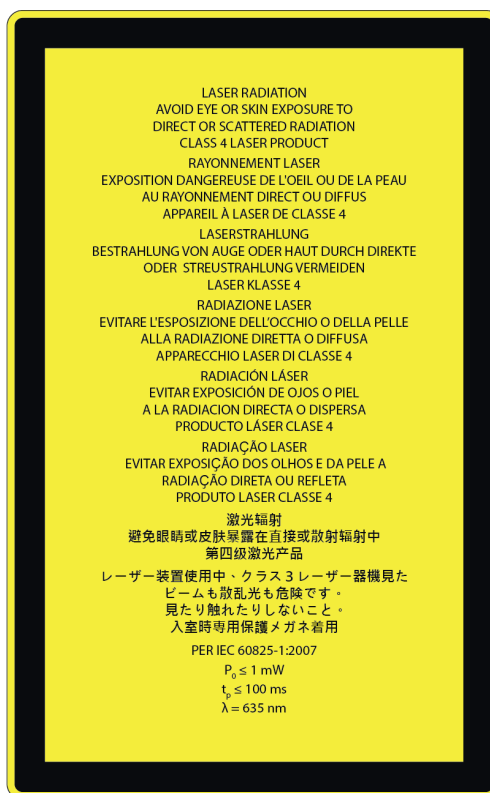 LASER RADIATION
AVOID EYE OR SKIN EXPOSURE TO
DIRECT OR SCATTERED RADIATION
CLASS 4 LASER PRODUCT
RAYONNEMENT LASER
EXPOSITION DANGEREUSE DE L'OEIL OU DE LA PEAU
AU RAYONNEMENT DIRECT OU DIFFUS
APPAREIL À LASER DE CLASSE 4
LASERSTRAHLUNG
BESTRAHLUNG VON AUGE ODER HAUT DURCH DIREKTE
ODER STREUSTRAHLUNG VERMEIDEN
LASER KLASSE 4
RADIAZIONE LASER
EVITARE L'ESPOSIZIONE DELL'OCCHIO O DELLA PELLE
ALLA RADIAZIONE DIRETTA O DIFFUSA
APPARECCHIO LASER DI CLASSE 4
RADIACIÓN LÁSER
EVITAR EXPOSICIÓN DE OJOS O PIEL
A LA RADIACION DIRECTA O DISPERSA
PRODUCTO LÁSER CLASE 4
RADIAÇÃO LASER
EVITAR EXPOSIÇÃO DOS OLHOS E DA PELE A
RADIAÇÃO DIRETA OU REFLETA
PRODUTO LASER CLASSE 4
激光辐射
避免眼睛或皮肤暴露在直接或散射辐射中
第四级激光产品
レーザー装置使用中、クラス3レーザー器機見た
ビームも散乱光も危険です。
見たり触れたりしないこと。
入室時専用保護メガネ着用
PER IEC 60825-1:2007
P₀ ≤ 1 mW
tₚ ≤ 100 ms
λ = 635 nm